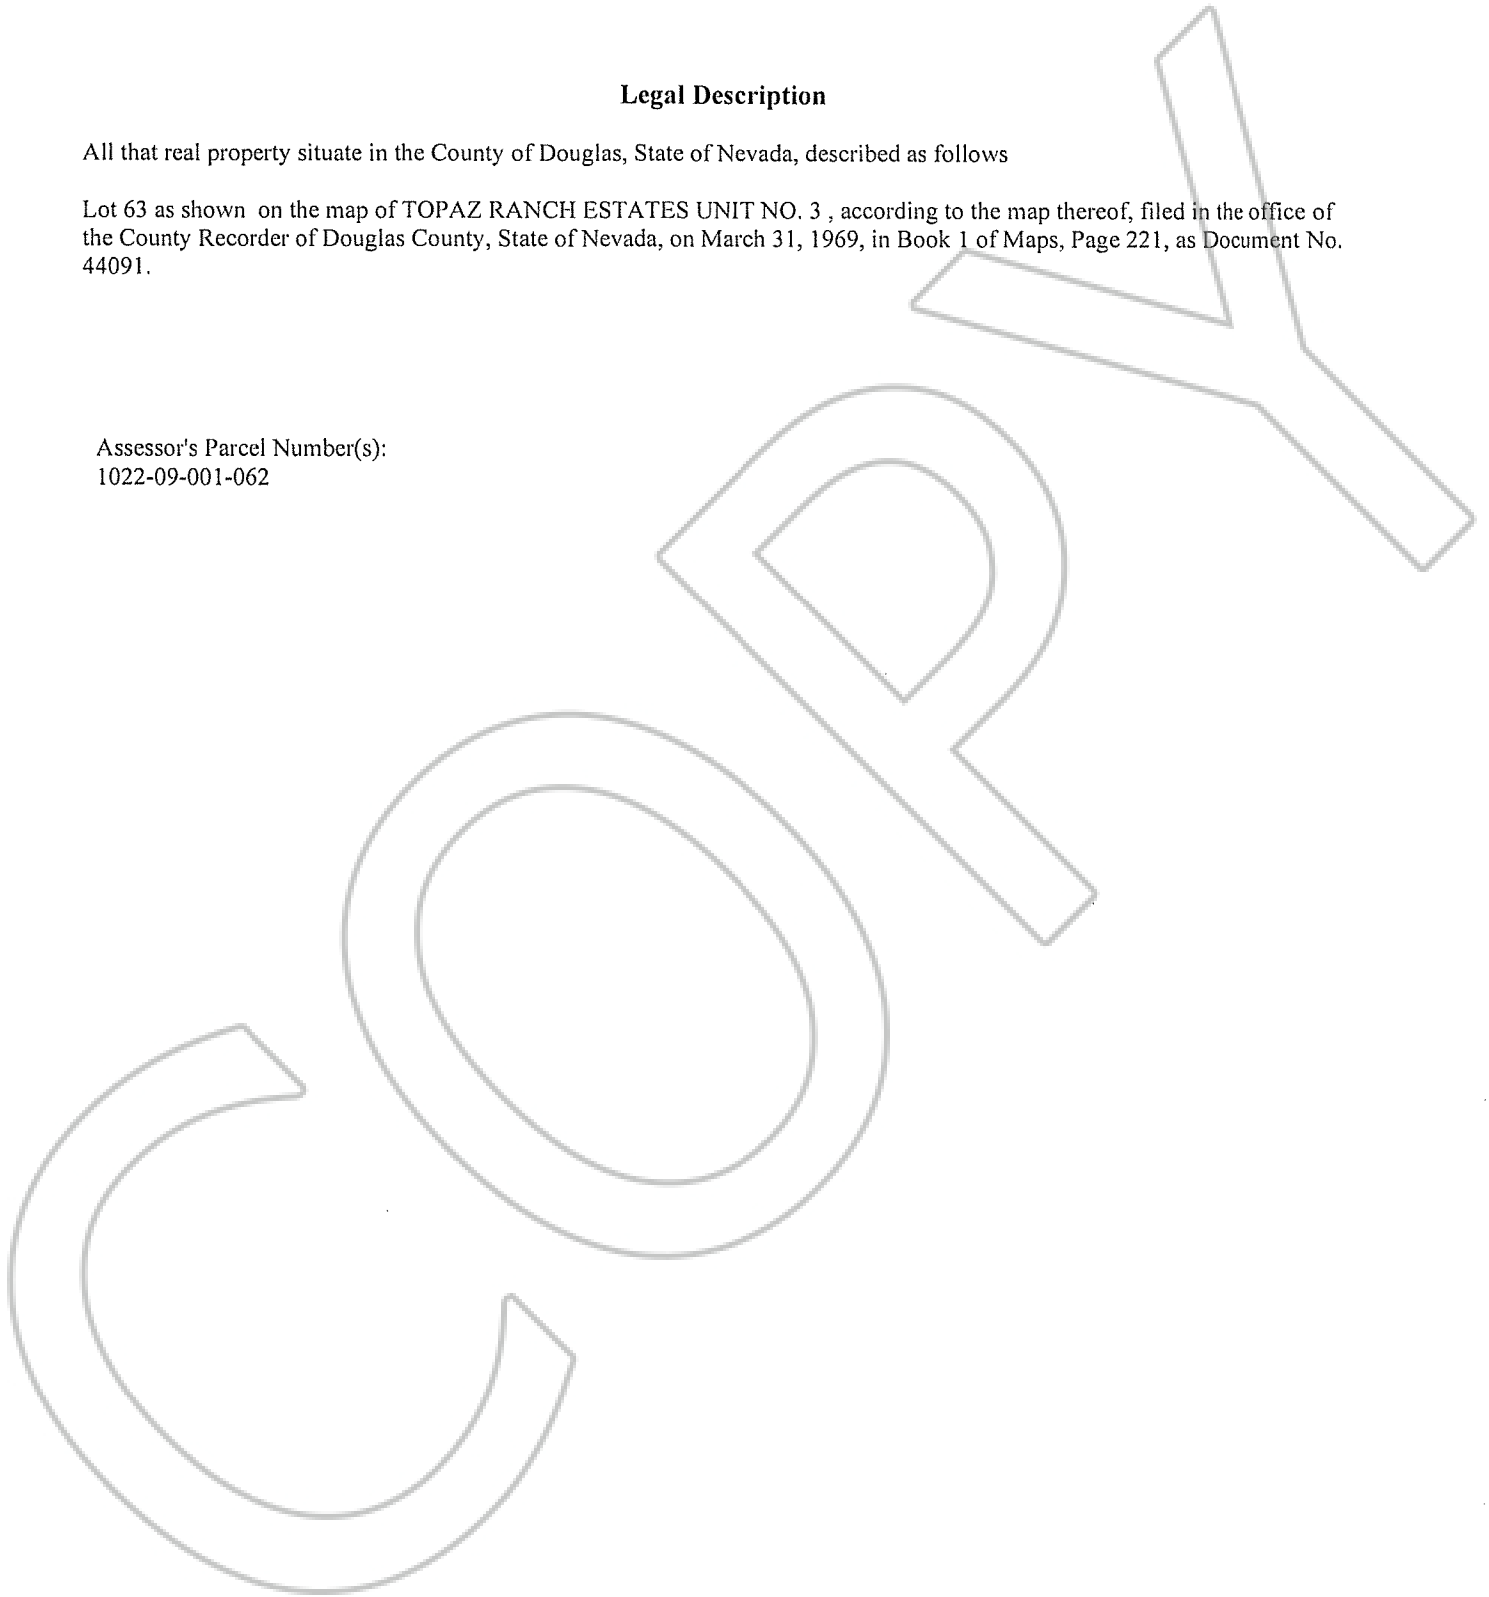 Legal Description
All that real property situate in the County of Douglas, State of Nevada, described as follows
Lot 63 as shown on the map of TOPAZ RANCH ESTATES UNIT NO. 3 , according to the map thereof, filed in the office of
the County Recorder of Douglas County, State of Nevada, on March 31, 1969, in Book 1 of Maps, Page 221, as Document No.
44091.
Assessor's Parcel Number(s):
1022-09-001-062
COPY